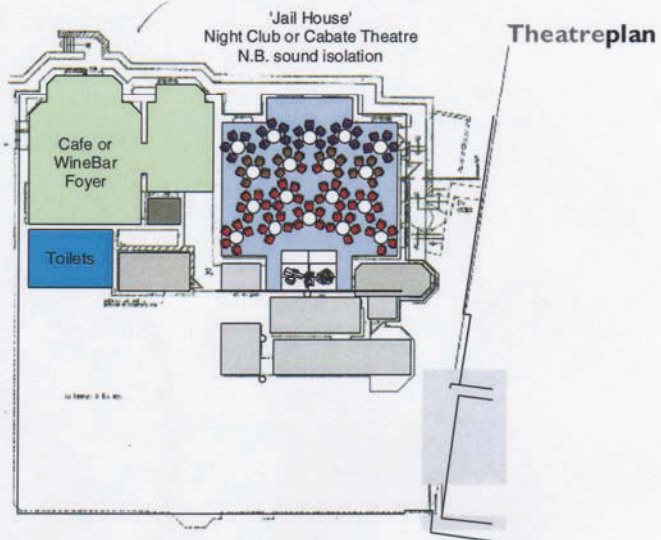 'Jail House'
Night Club or Cabate Theatre
N.B. sound isolation
Theatreplan
Cafe or
WineBar
Foyer
Toilets